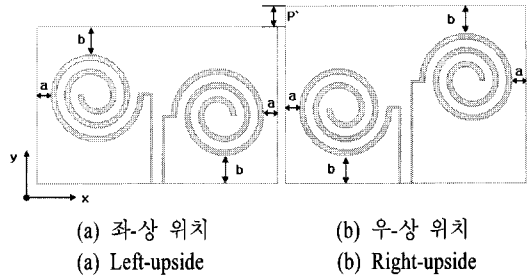 P`
b
b
a
a
a
a
b
b
y
x
(a) 좌-상 위치
(b) 우-상 위치
(a) Left-upside
(b) Right-upside